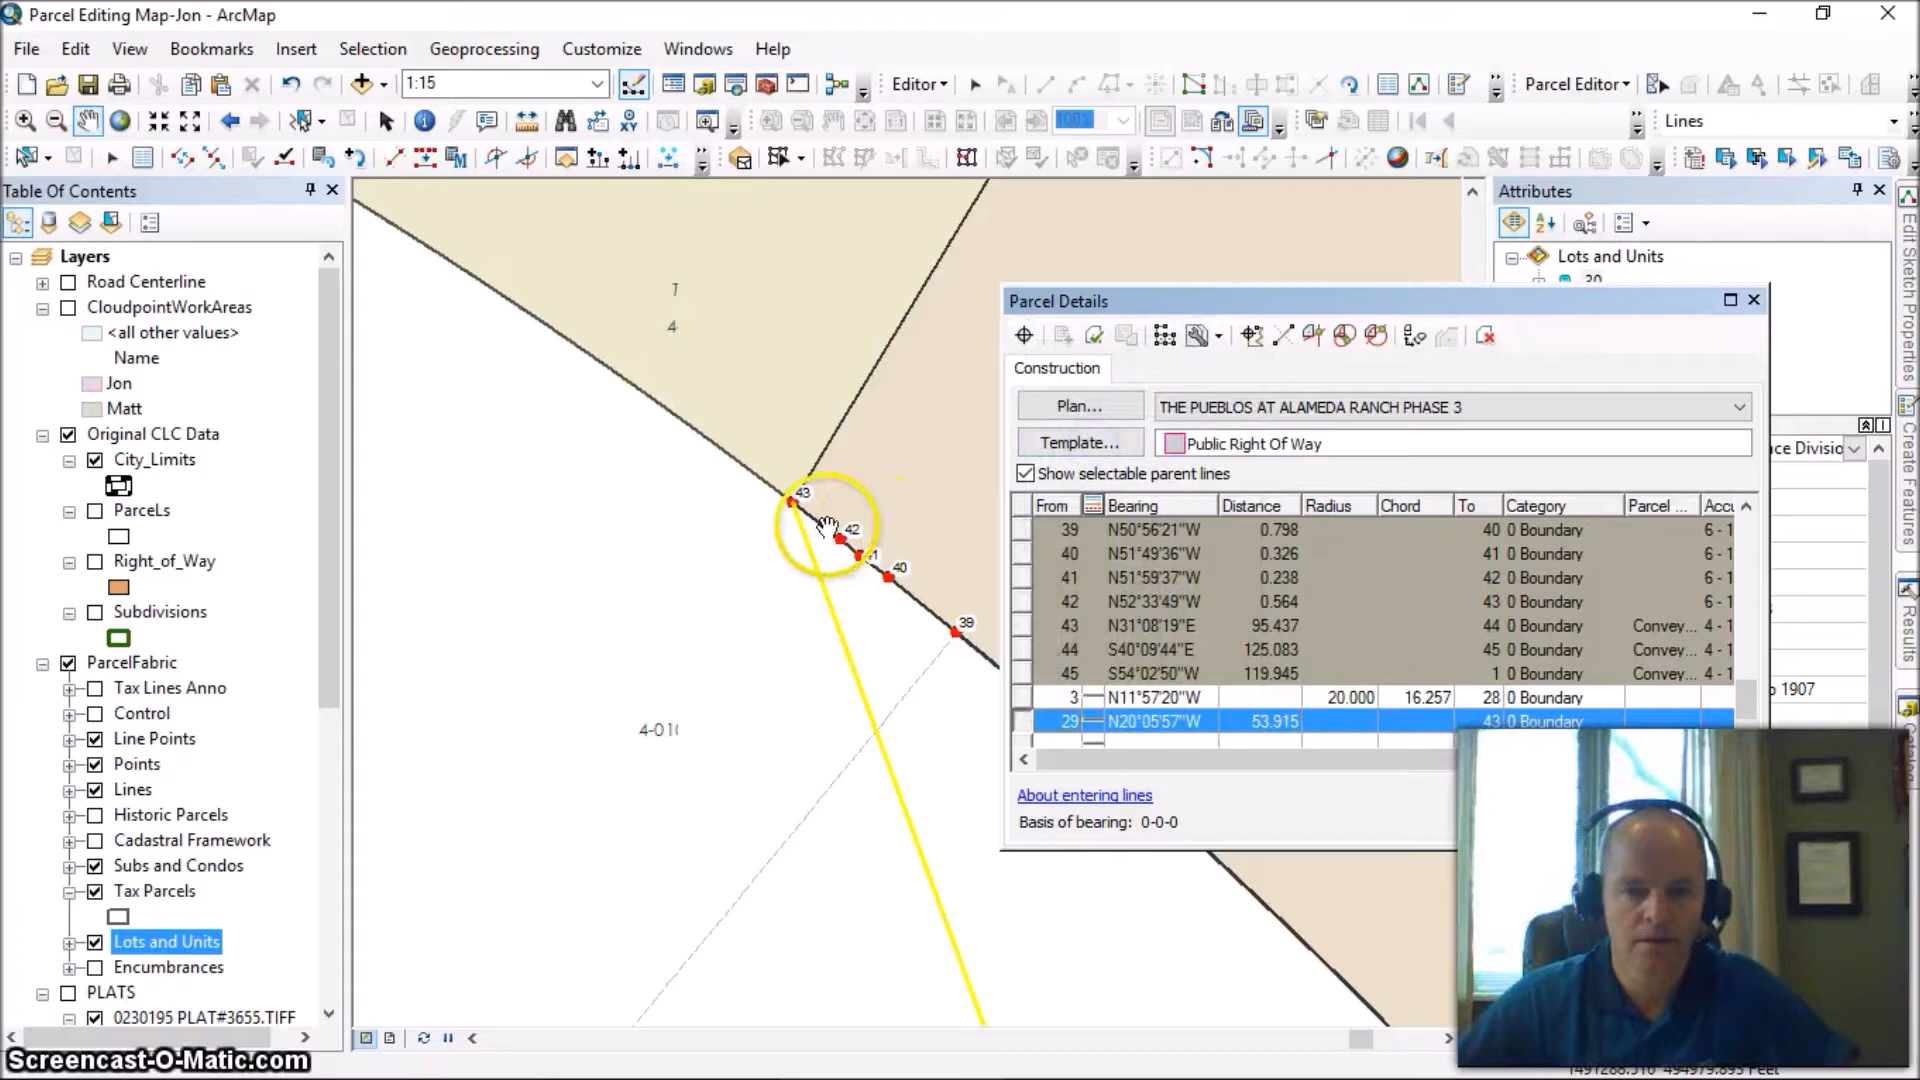 Parcel Editing Map-Jon - ArcMap
File Edit View Bookmarks Insert Selection Geoprocessing Customize Windows Help
1:15 Editor Parcel Editor
100% Lines
Table Of Contents
Layers
Road Centerline
CloudpointWorkAreas
<all other values>
Name
Jon
Matt
Original CLC Data
City_Limits
ParceLs
Right_of_Way
Subdivisions
ParcelFabric
Tax Lines Anno
Control
Line Points
Points
Lines
Historic Parcels
Cadastral Framework
Subs and Condos
Tax Parcels
Lots and Units
Encumbrances
PLATS
0230195 PLAT#3655.TIFF
4
43
42
41
40
39
4-010
Parcel Details
Construction
Plan... THE PUEBLOS AT ALAMEDA RANCH PHASE 3
Template... Public Right Of Way
Show selectable parent lines
From Bearing Distance Radius Chord To Category Parcel ... Accu
39 N50°56'21"W 0.798 40 0 Boundary 6 - 1
40 N51°49'36"W 0.326 41 0 Boundary 6 - 1
41 N51°59'37"W 0.238 42 0 Boundary 6 - 1
42 N52°33'49"W 0.564 43 0 Boundary 6 - 1
43 N31°08'19"E 95.437 44 0 Boundary Convey... 4 - 1
44 S40°09'44"E 125.083 45 0 Boundary Convey... 4 - 1
45 S54°02'50"W 119.945 1 0 Boundary Convey... 4 - 1
3 N11°57'20"W 20.000 16.257 28 0 Boundary
29 N20°05'57"W 53.915 43 0 Boundary
About entering lines
Basis of bearing: 0-0-0
Attributes
Lots and Units
30
ce Divisio
1907
Edit Sketch Properties
Create Features
Results
Screencast-O-Matic.com